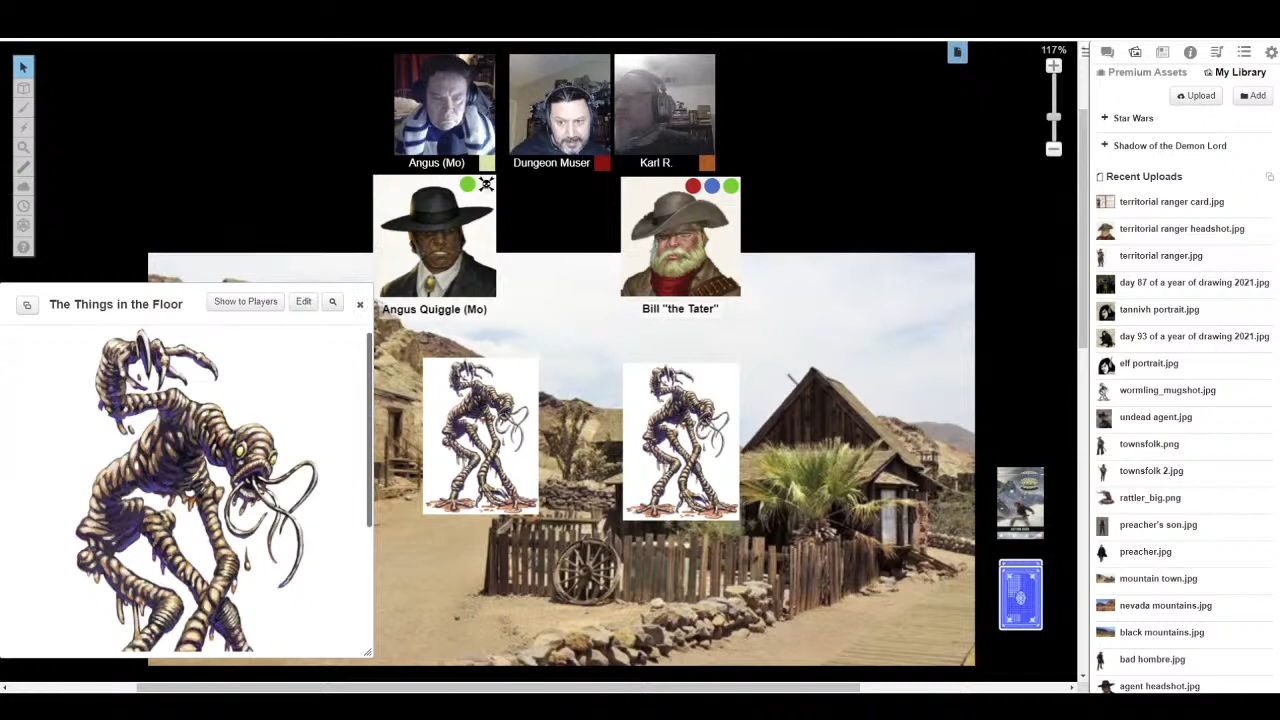 117%
Premium Assets
My Library
Upload
Add
Star Wars
Shadow of the Demon Lord
Recent Uploads
territorial ranger card.jpg
territorial ranger headshot.jpg
territorial ranger.jpg
day 87 of a year of drawing 2021.jpg
tannivh portrait.jpg
day 93 of a year of drawing 2021.jpg
elf portrait.jpg
wormling_mugshot.jpg
undead agent.jpg
townsfolk.png
townsfolk 2.jpg
rattler_big.png
preacher's son.jpg
preacher.jpg
mountain town.jpg
nevada mountains.jpg
black mountains.jpg
bad hombre.jpg
agent headshot.jpg
Angus (Mo)
Dungeon Muser
Karl R.
Angus Quiggle (Mo)
Bill "the Tater"
The Things in the Floor
Show to Players
Edit